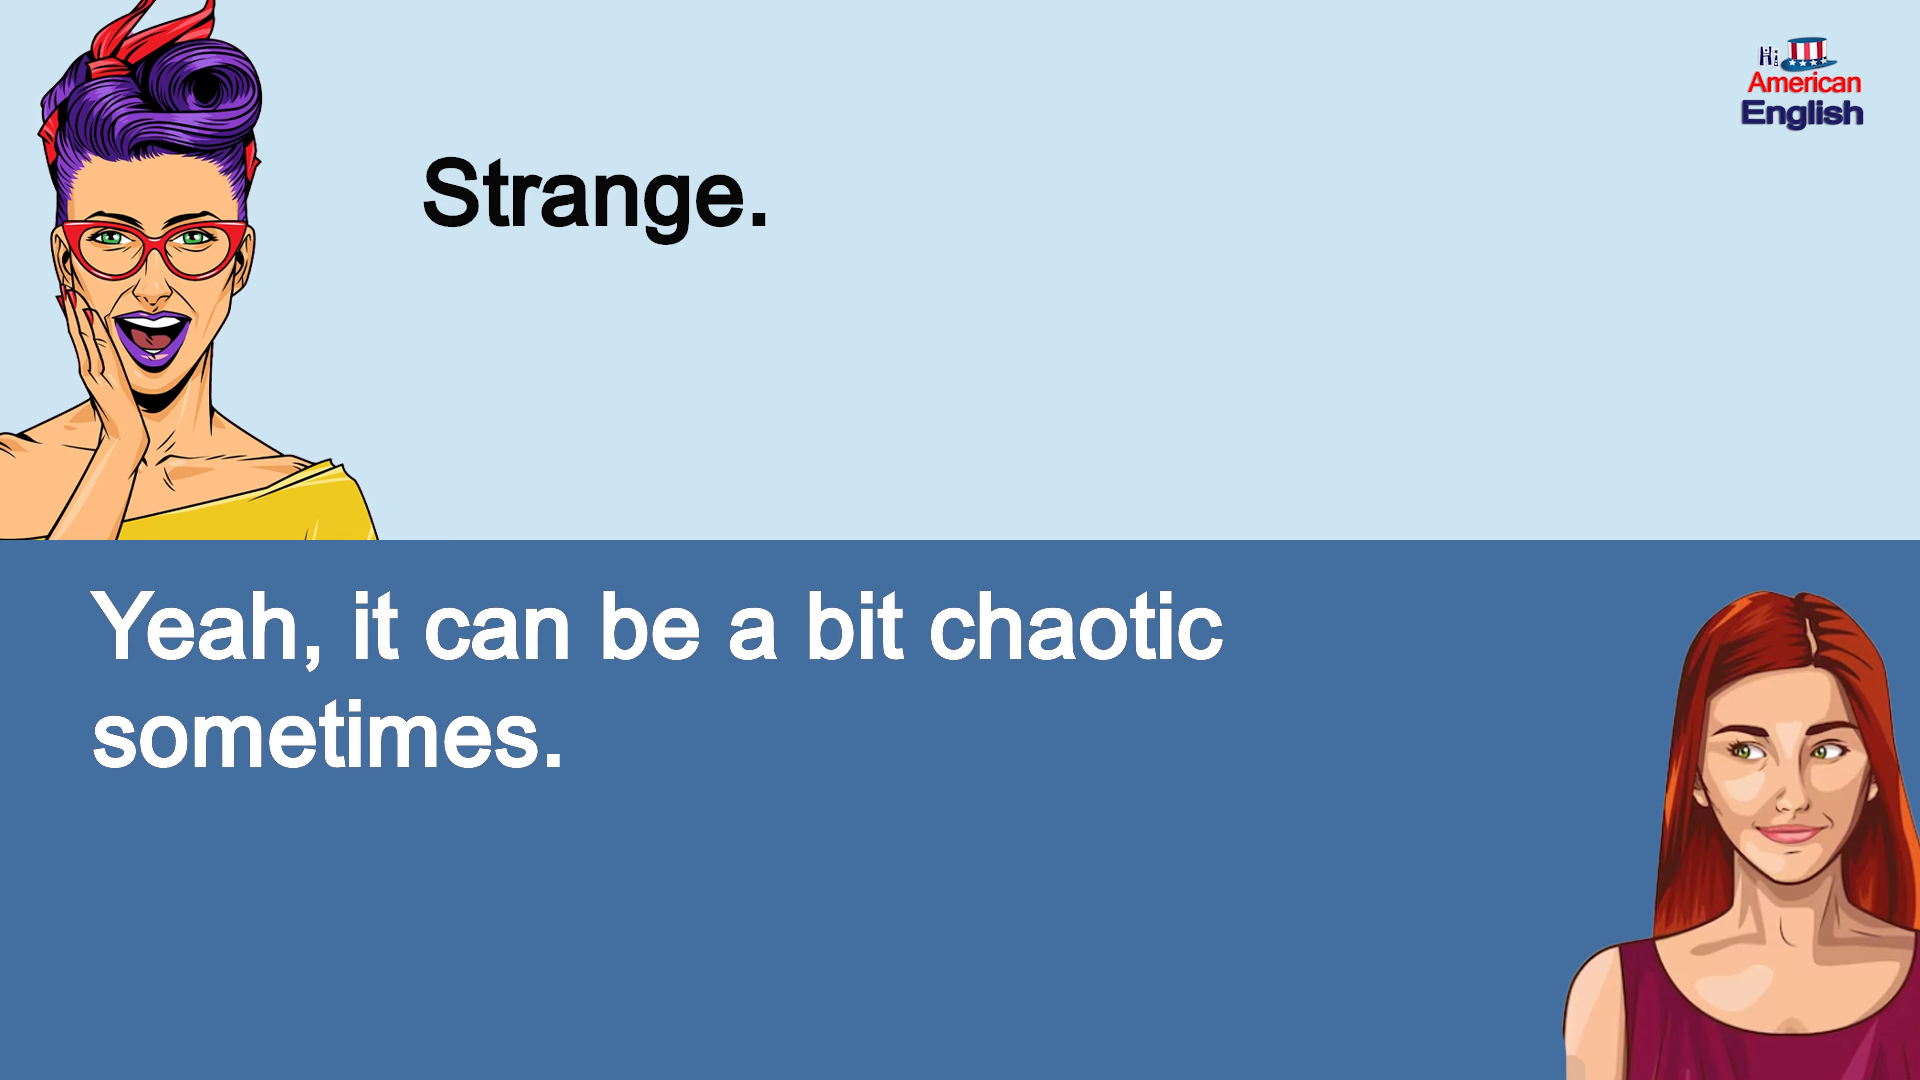 Hi
American
English
Strange.
Yeah, it can be a bit chaotic
sometimes.